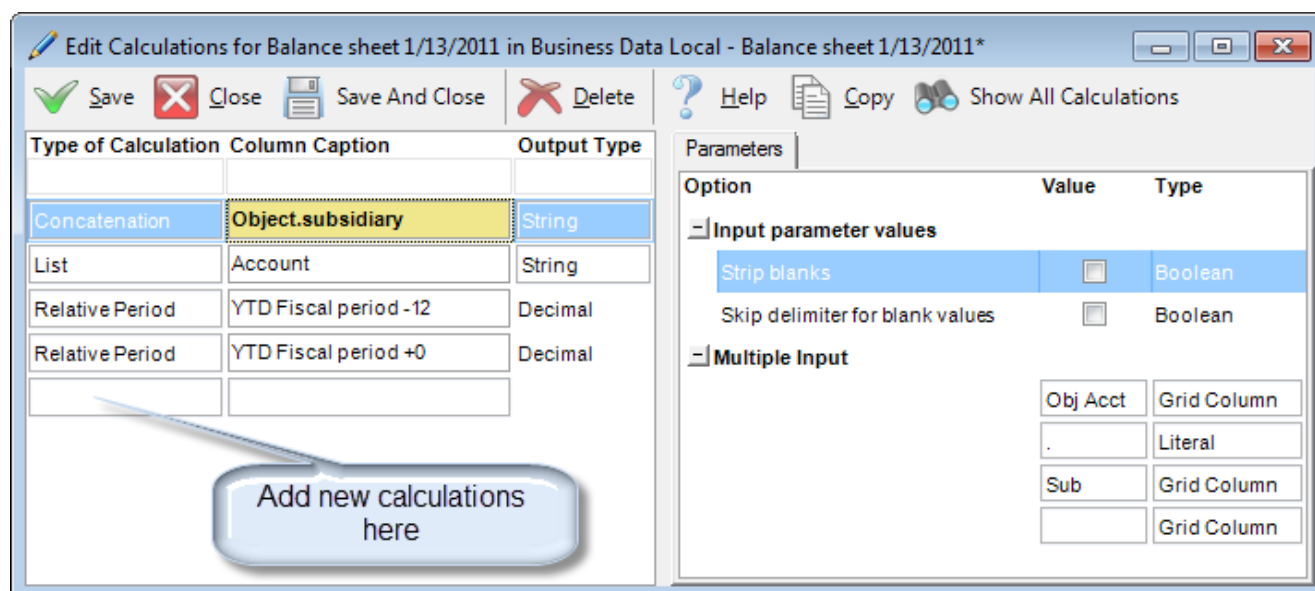 Edit Calculations for Balance sheet 1/13/2011 in Business Data Local - Balance sheet 1/13/2011*
Save Close Save And Close Delete Help Copy Show All Calculations
Type of Calculation Column Caption Output Type
Concatenation Object.subsidiary String
List Account String
Relative Period YTD Fiscal period -12 Decimal
Relative Period YTD Fiscal period +0 Decimal
Add new calculations
here
Parameters
Option Value Type
Input parameter values
Strip blanks Boolean
Skip delimiter for blank values Boolean
Multiple Input
Obj Acct Grid Column
. Literal
Sub Grid Column
Grid Column